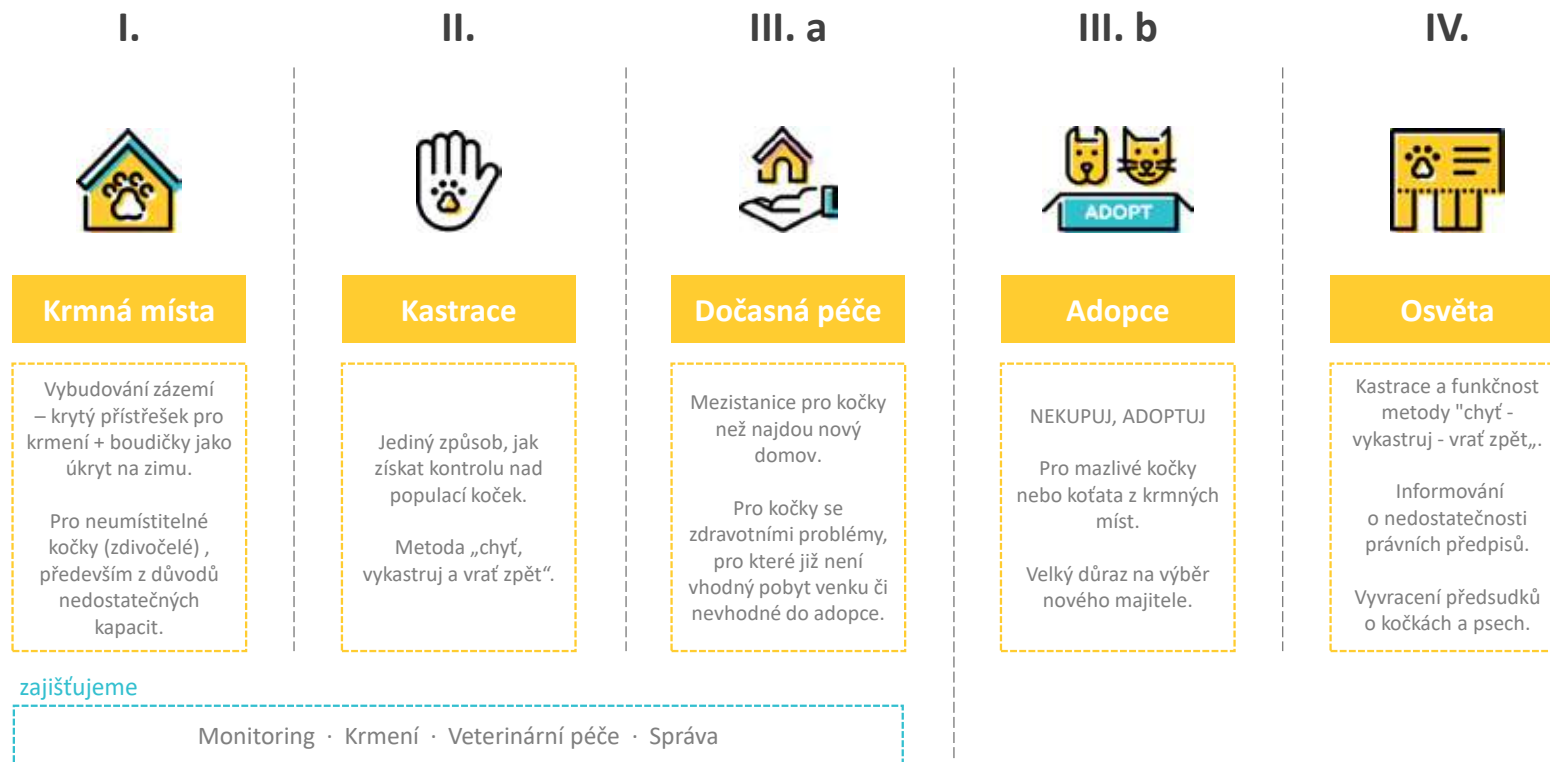 I.
II.
III. a
III. b
IV.
ADOPT
Krmná místa
Kastrace
Dočasná péče
Adopce
Osvěta
Vybudování zázemí
– krytý přístřešek pro
krmení + boudičky jako
úkryt na zimu.
Pro neumístitelné
kočky (zdivočelé) ,
především z důvodů
nedostatečných
kapacit.
Jediný způsob, jak
získat kontrolu nad
populací koček.
Metoda „chyť,
vykastruj a vrať zpět“.
Mezistanice pro kočky
než najdou nový
domov.
Pro kočky se
zdravotními problémy,
pro které již není
vhodný pobyt venku či
nevhodné do adopce.
NEKUPUJ, ADOPTUJ
Pro mazlivé kočky
nebo koťata z krmných
míst.
Velký důraz na výběr
nového majitele.
Kastrace a funkčnost
metody "chyť -
vykastruj - vrať zpět„.
Informování
o nedostatečnosti
právních předpisů.
Vyvracení předsudků
o kočkách a psech.
zajišťujeme
Monitoring · Krmení · Veterinární péče · Správa